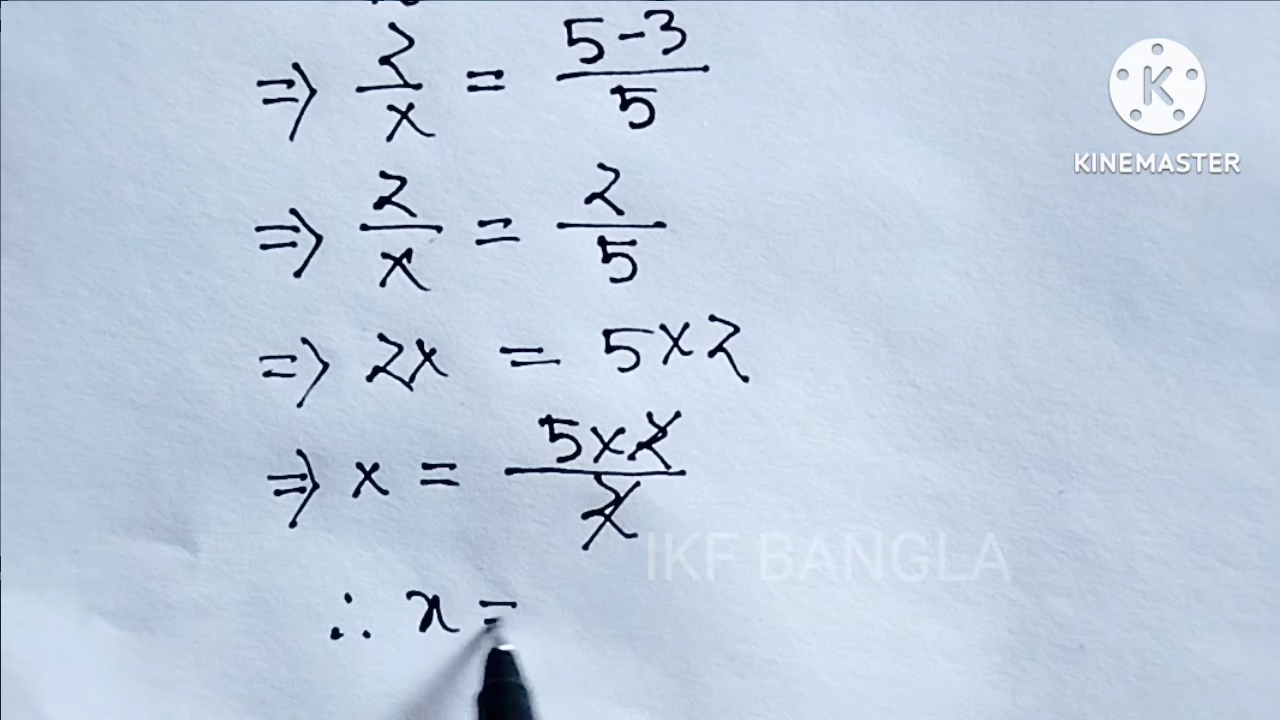 ⇒ 2/x = (5-3)/5
K
KINEMASTER
⇒ 2/x = 2/5
⇒ 2x = 5×2
⇒ x = (5×2)/2
IKF BANGLA
∴ x =